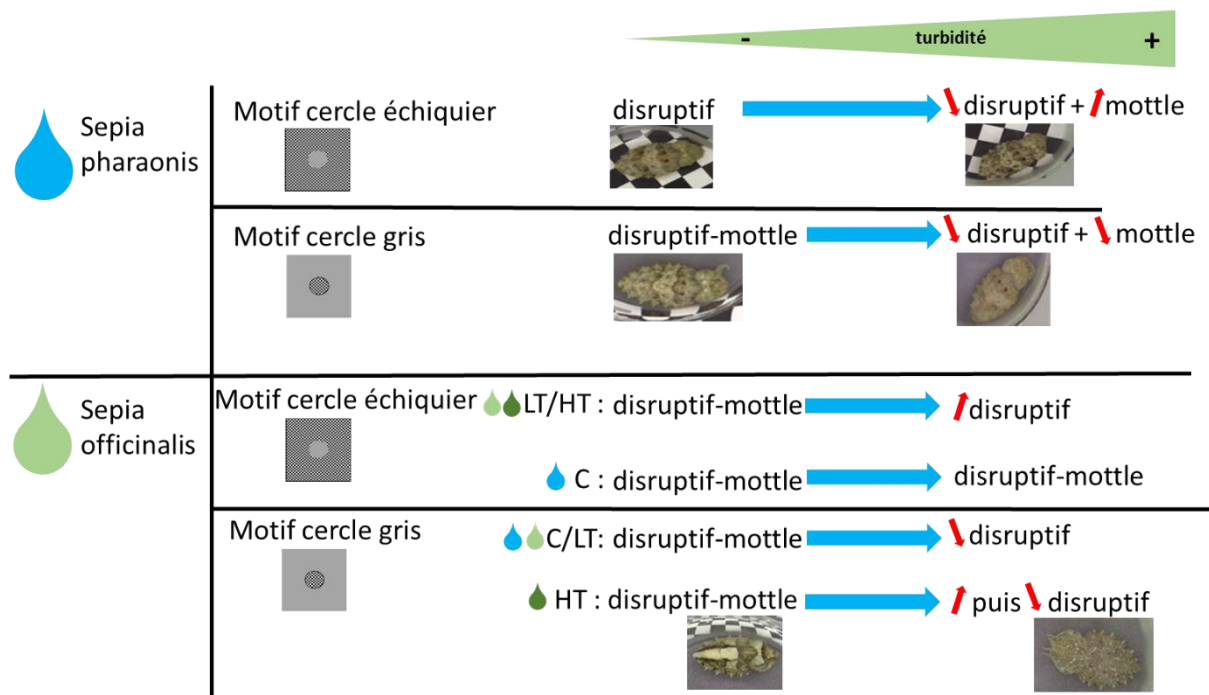 - turbidité +
Sepia
pharaonis
Motif cercle échiquier
disruptif
disruptif + mottle
Motif cercle gris
disruptif-mottle
disruptif + mottle
Sepia
officinalis
Motif cercle échiquier
LT/HT : disruptif-mottle
disruptif
C : disruptif-mottle
disruptif-mottle
Motif cercle gris
C/LT: disruptif-mottle
disruptif
HT : disruptif-mottle
puis disruptif